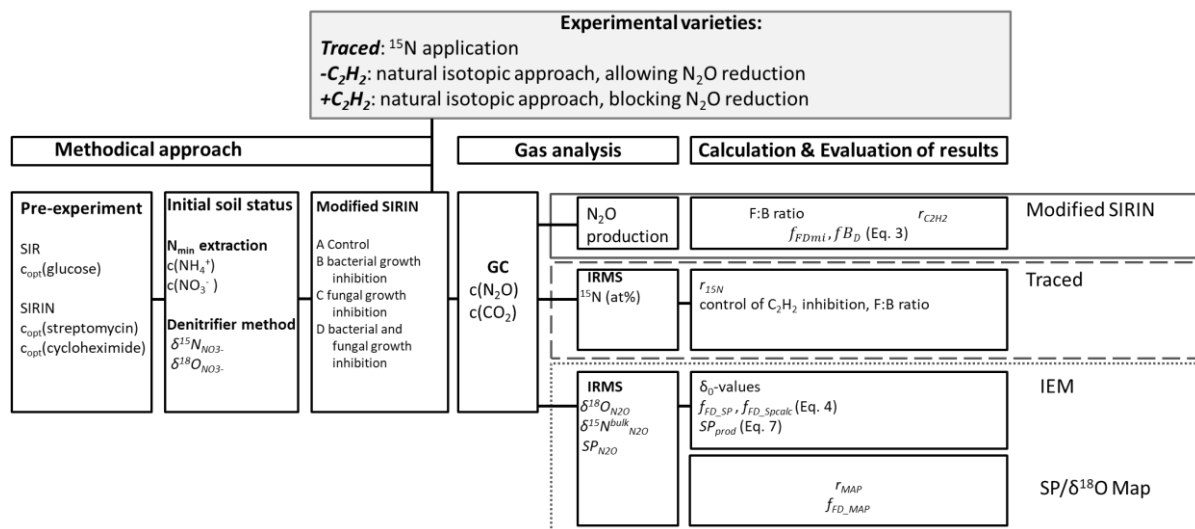 Experimental varieties:
Traced: ¹⁵N application
-C₂H₂: natural isotopic approach, allowing N₂O reduction
+C₂H₂: natural isotopic approach, blocking N₂O reduction
Methodical approach
Gas analysis
Calculation & Evaluation of results
Pre-experiment
SIR
c_opt(glucose)
SIRIN
c_opt(streptomycin)
c_opt(cycloheximide)
Initial soil status
N_min extraction
c(NH₄⁺)
c(NO₃⁻)
Denitrifier method
δ¹⁵N_NO3-
δ¹⁸O_NO3-
Modified SIRIN
A Control
B bacterial growth
inhibition
C fungal growth
inhibition
D bacterial and
fungal growth
inhibition
GC
c(N₂O)
c(CO₂)
N₂O
production
F:B ratio r_C2H2
f_FDmi, fB_D (Eq. 3)
Modified SIRIN
IRMS
¹⁵N (at%)
r_15N
control of C₂H₂ inhibition, F:B ratio
Traced
IRMS
δ¹⁸O_N2O
δ¹⁵N^bulk_N2O
SP_N2O
δ₀-values
f_FD_SP, f_FD_SPcalc (Eq. 4)
SP_prod (Eq. 7)
IEM
r_MAP
f_FD_MAP
SP/δ¹⁸O Map